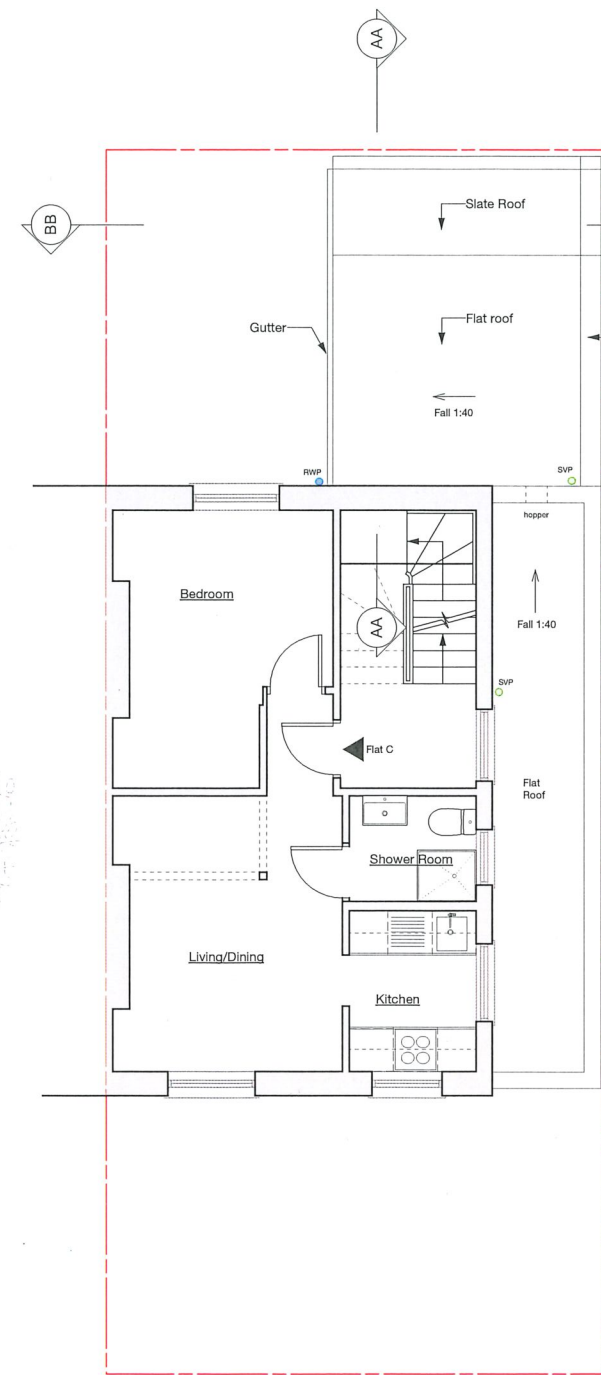 AA
BB
Slate Roof
Flat roof
Gutter
Fall 1:40
RWP
SVP
hopper
Bedroom
AA
Fall 1:40
SVP
Flat C
Flat
Roof
Shower Room
Living/Dining
Kitchen